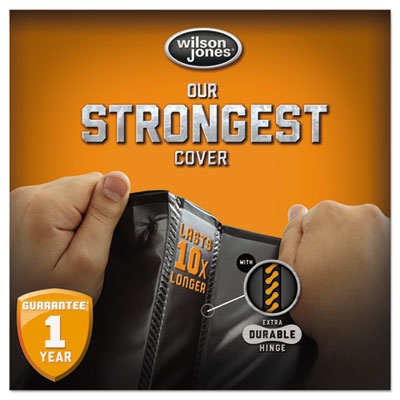 wilson
jones®
OUR
STRONGEST
COVER
LASTS
10X
LONGER
WITH
EXTRA
DURABLE
HINGE
GUARANTEE
1
YEAR